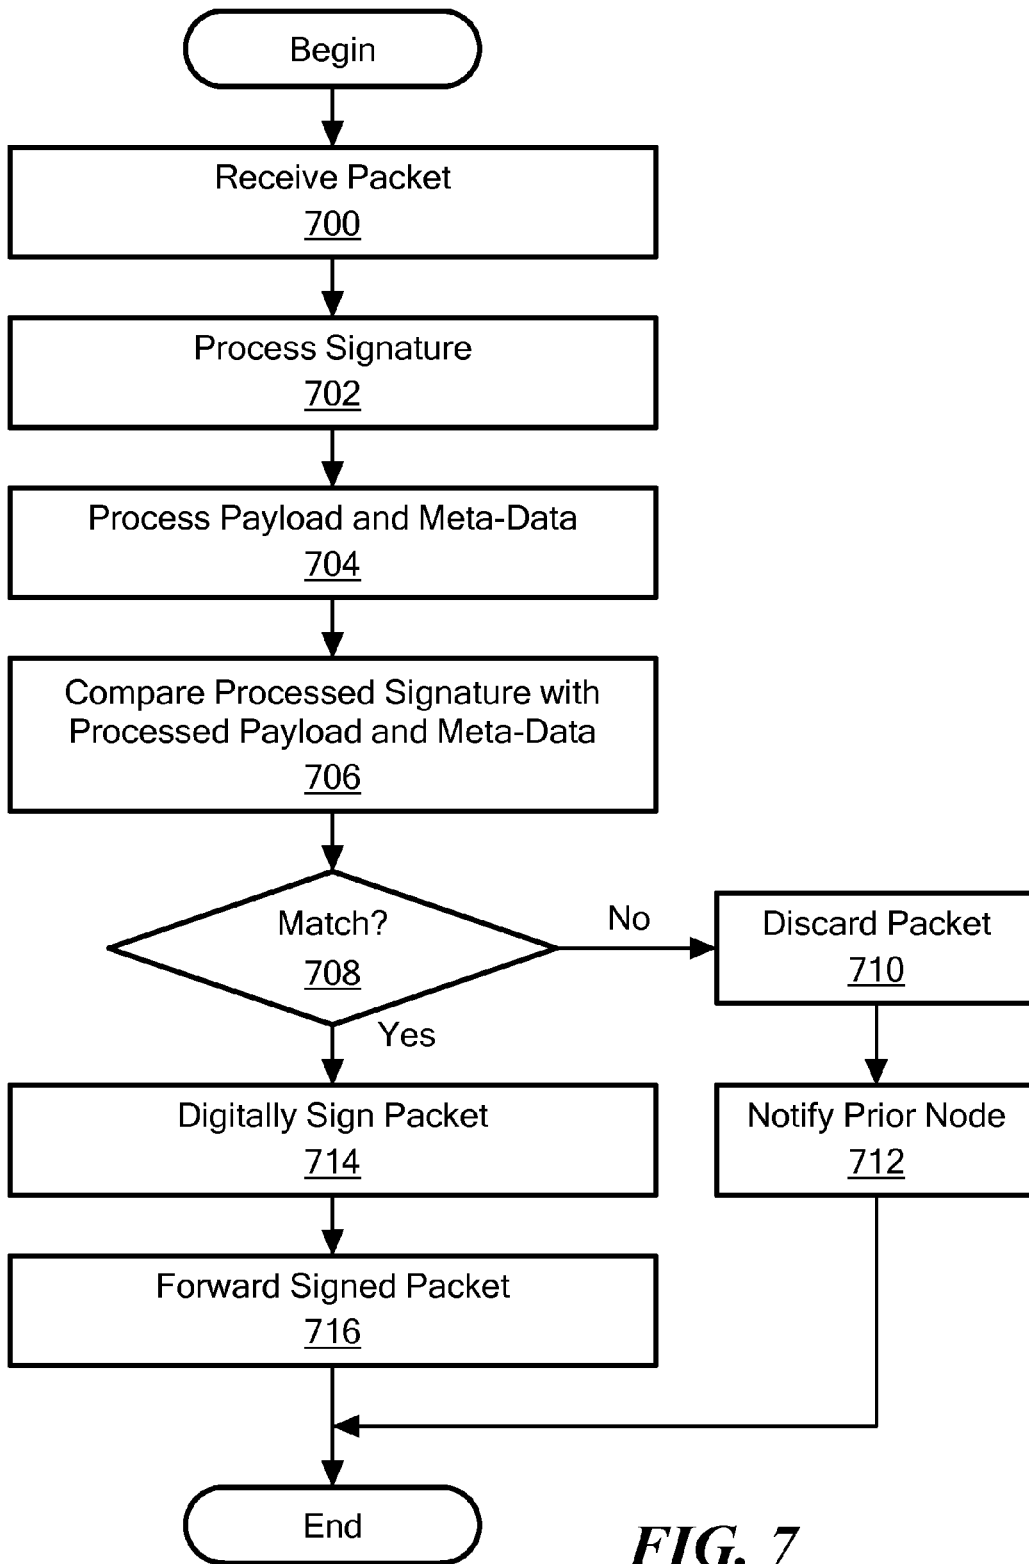 Begin
Receive Packet
700
Process Signature
702
Process Payload and Meta-Data
704
Compare Processed Signature with
Processed Payload and Meta-Data
706
Match?
708
No
Discard Packet
710
Yes
Digitally Sign Packet
714
Notify Prior Node
712
Forward Signed Packet
716
End
FIG. 7